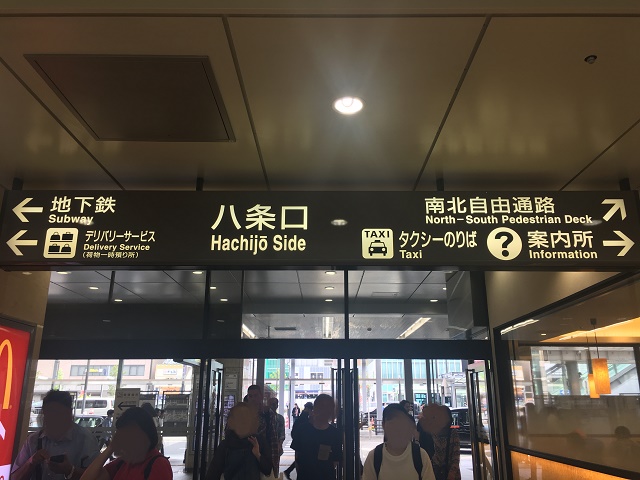 地下鉄
Subway
デリバリーサービス
Delivery Service
(荷物一時預り所)
八条口
Hachijō Side
南北自由通路
North-South Pedestrian Deck
TAXI
タクシーのりば
Taxi
?
案内所
Information